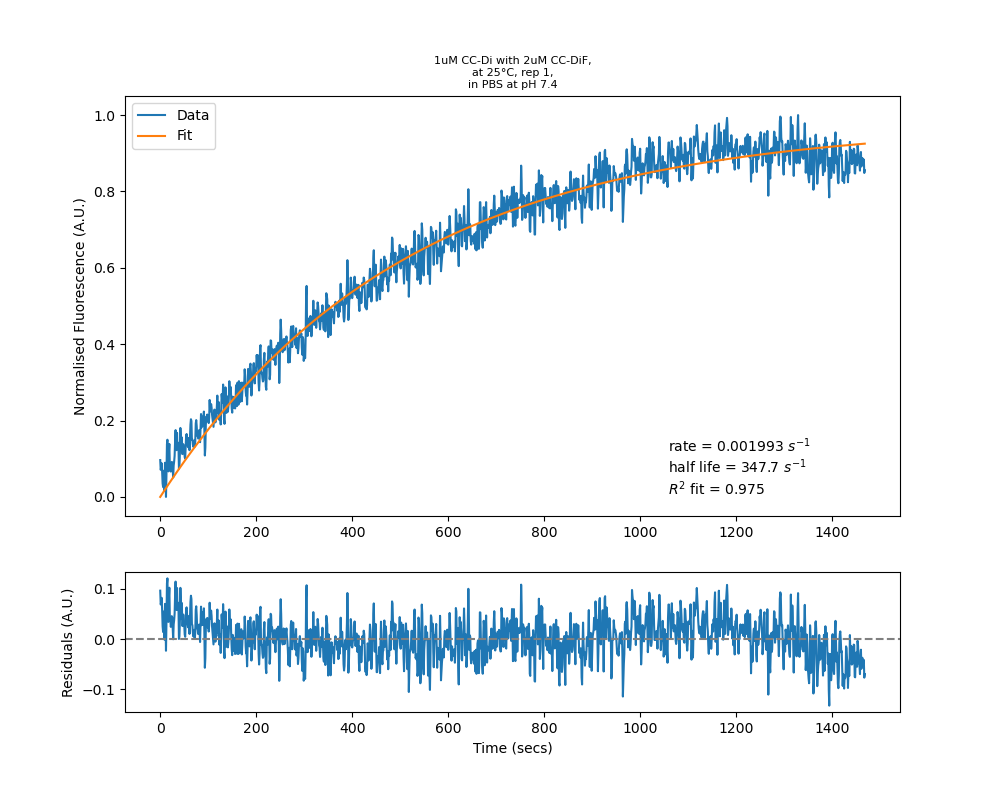 1uM CC-Di with 2uM CC-DiF,
at 25°C, rep 1,
in PBS at pH 7.4
Data
Fit
1.0
0.8
0.6
0.4
0.2
0.0
Normalised Fluorescence (A.U.)
rate = 0.001993 s⁻¹
half life = 347.7 s⁻¹
R² fit = 0.975
0 200 400 600 800 1000 1200 1400
0.1
0.0
−0.1
Residuals (A.U.)
0 200 400 600 800 1000 1200 1400
Time (secs)